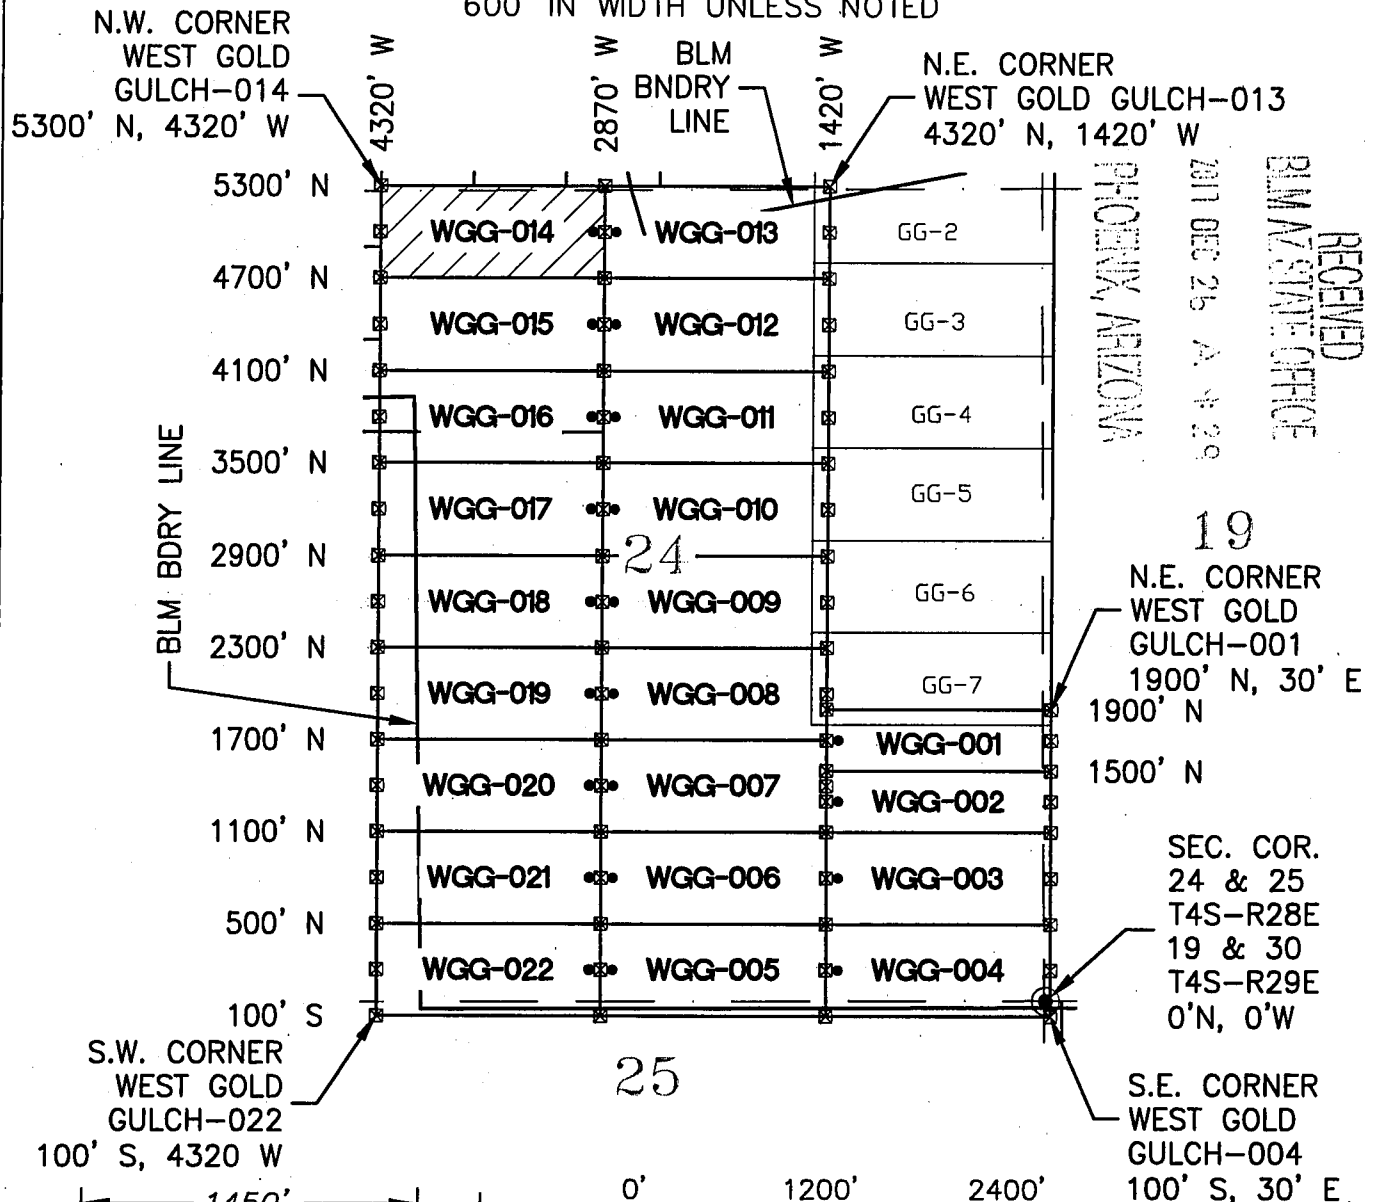 600' IN WIDTH UNLESS NOTED
N.W. CORNER
WEST GOLD
GULCH-014
5300' N, 4320' W
4320' W
2870' W
BLM
BNDRY
LINE
1420' W
N.E. CORNER
WEST GOLD GULCH-013
4320' N, 1420' W
RECEIVED
BLM AZ STATE OFFICE
2017 DEC 26 A 4: 29
PHOENIX, ARIZONA
5300' N
WGG-014
WGG-013
GG-2
4700' N
WGG-015
WGG-012
GG-3
4100' N
WGG-016
WGG-011
GG-4
3500' N
WGG-017
WGG-010
GG-5
BLM BDRY LINE
2900' N
24
19
WGG-018
WGG-009
GG-6
N.E. CORNER
WEST GOLD
GULCH-001
1900' N, 30' E
2300' N
WGG-019
WGG-008
GG-7
1900' N
1700' N
WGG-001
1500' N
WGG-020
WGG-007
WGG-002
1100' N
WGG-021
WGG-006
WGG-003
SEC. COR.
24 & 25
T4S-R28E
19 & 30
T4S-R29E
0'N, 0'W
500' N
WGG-022
WGG-005
WGG-004
100' S
S.W. CORNER
WEST GOLD
GULCH-022
100' S, 4320 W
25
S.E. CORNER
WEST GOLD
GULCH-004
100' S, 30' E
1450'
0'
1200'
2400'